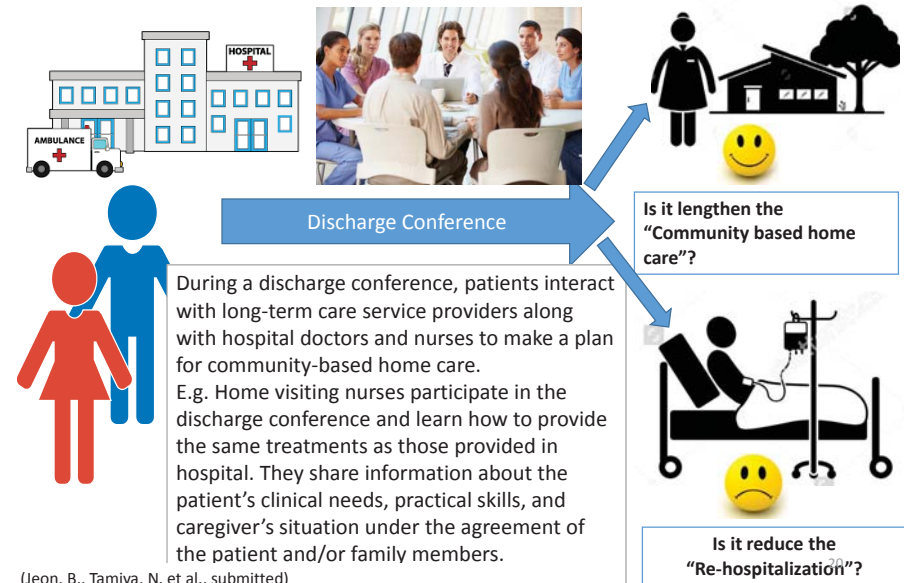 HOSPITAL
AMBULANCE
Discharge Conference
Is it lengthen the
“Community based home
care”?
During a discharge conference, patients interact
with long-term care service providers along
with hospital doctors and nurses to make a plan
for community-based home care.
E.g. Home visiting nurses participate in the
discharge conference and learn how to provide
the same treatments as those provided in
hospital. They share information about the
patient’s clinical needs, practical skills, and
caregiver’s situation under the agreement of
the patient and/or family members.
Is it reduce the
“Re-hospitalization”?
(Jeon, B., Tamiya, N. et al., submitted)